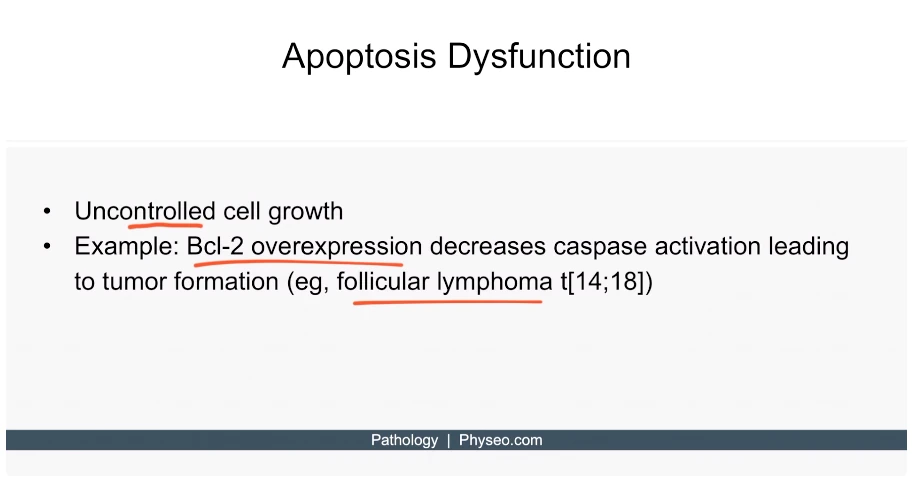 Apoptosis Dysfunction
• Uncontrolled cell growth
• Example: Bcl-2 overexpression decreases caspase activation leading
to tumor formation (eg, follicular lymphoma t[14;18])
Pathology | Physeo.com